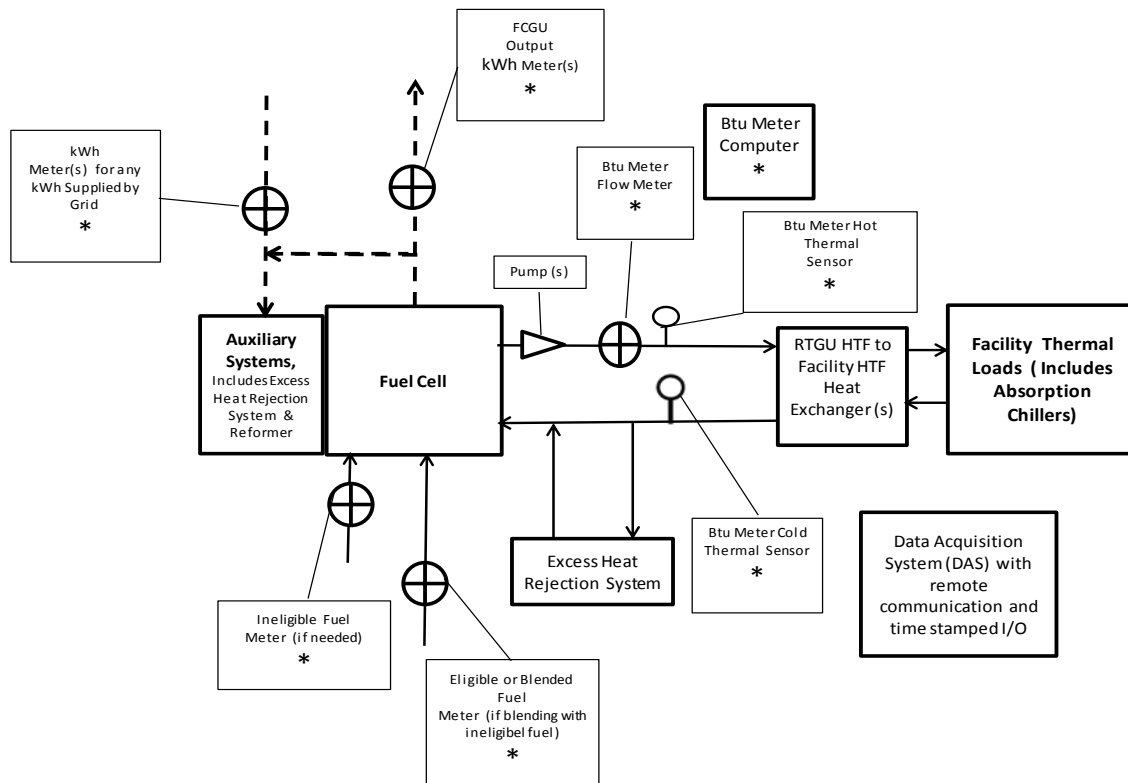 FCGU
Output
kWh Meter(s)
*
kWh
Meter(s) for any
kWh Supplied by
Grid
*
Btu Meter
Flow Meter
*
Btu Meter
Computer
*
Btu Meter Hot
Thermal
Sensor
*
Pump (s)
Auxiliary
Systems,
Includes Excess
Heat Rejection
System &
Reformer
Fuel Cell
RTGU HTF to
Facility HTF
Heat
Exchanger (s)
Facility Thermal
Loads ( Includes
Absorption
Chillers)
Excess Heat
Rejection System
Btu Meter Cold
Thermal Sensor
*
Data Acquisition
System (DAS) with
remote
communication and
time stamped I/O
Ineligible Fuel
Meter (if needed)
*
Eligible or Blended
Fuel
Meter (if blending with
ineligibel fuel)
*